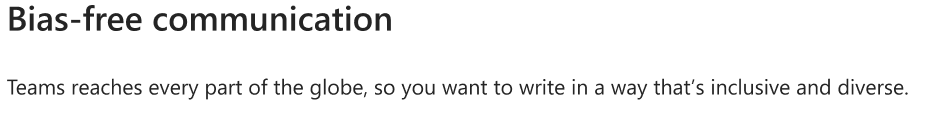 Bias-free communication
Teams reaches every part of the globe, so you want to write in a way that's inclusive and diverse.